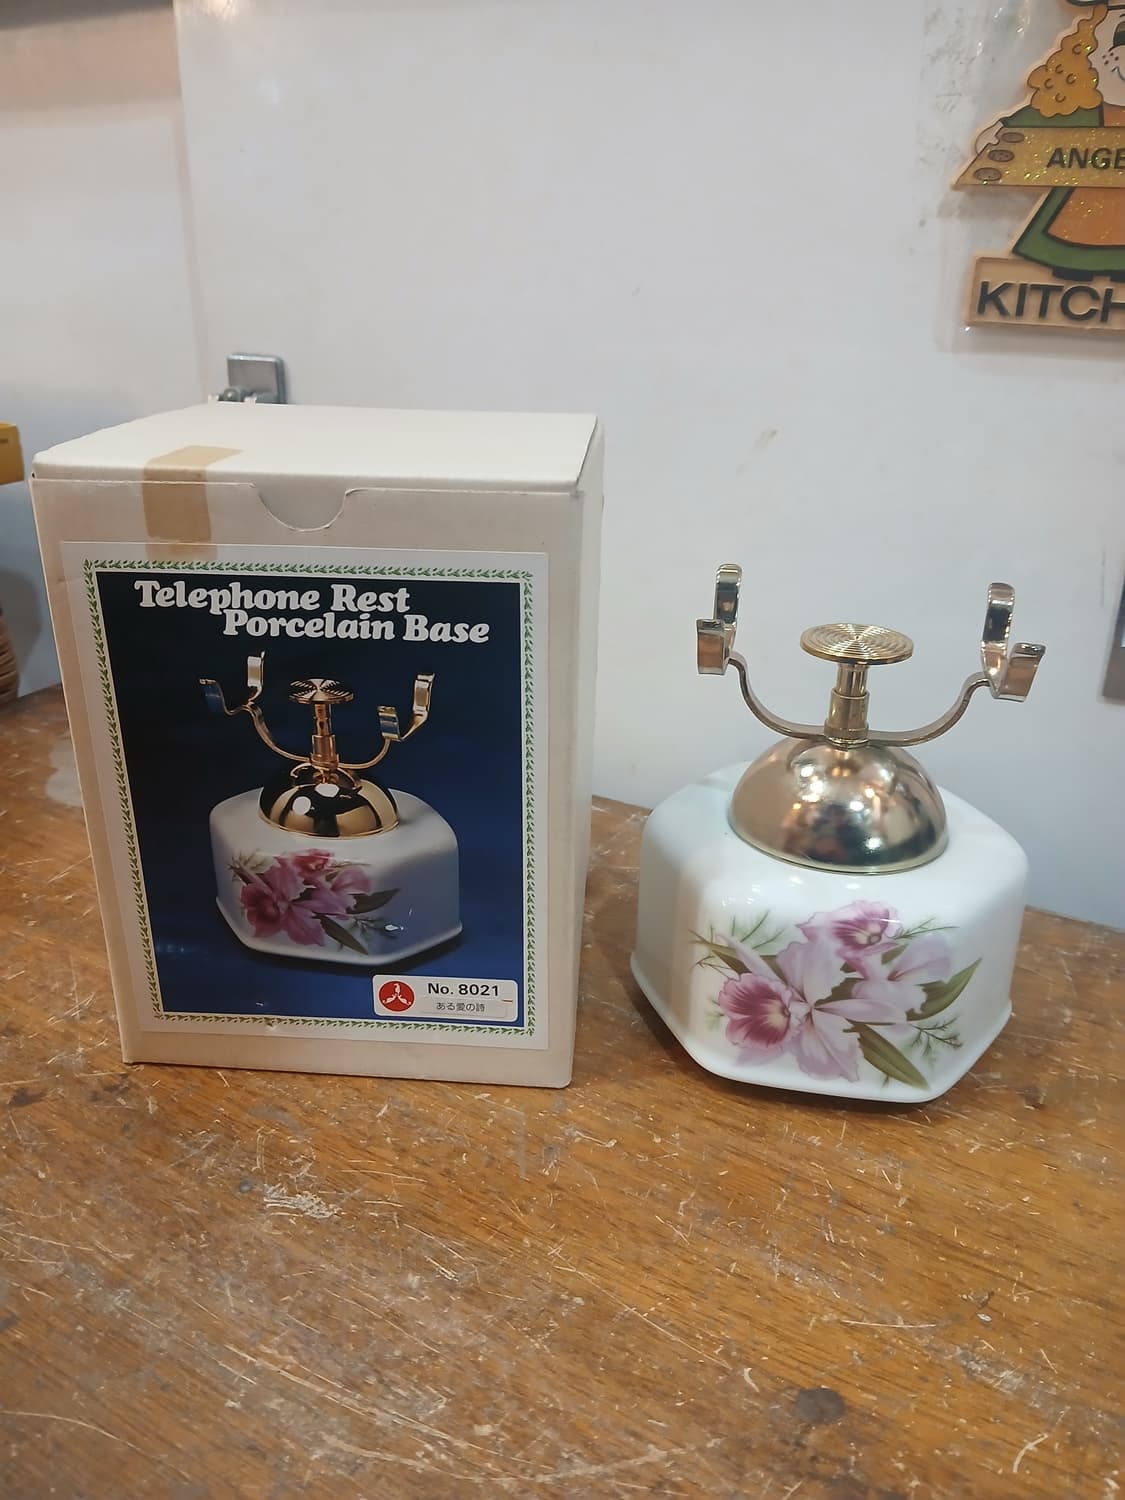 ANGE
KITCH
Telephone Rest
Porcelain Base
No. 8021
ある愛の詩